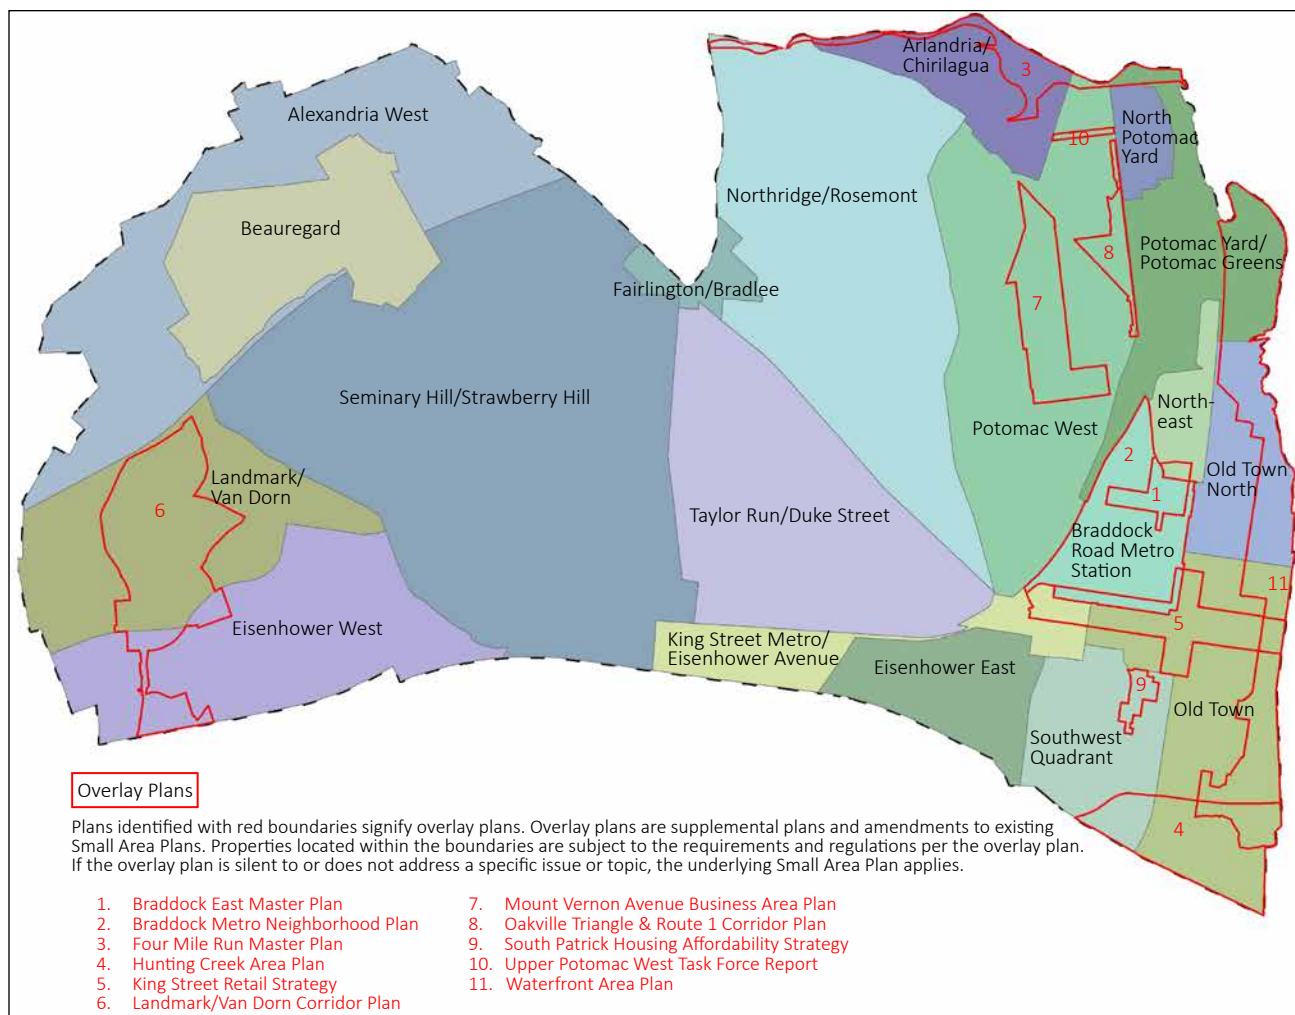 Arlandria/
Chirilagua
3
Alexandria West
North
Potomac
Yard
10
Northridge/Rosemont
Beauregard
Potomac Yard/
Potomac Greens
8
Fairlington/Bradlee
7
Seminary Hill/Strawberry Hill
North-
east
Potomac West
2
Landmark/
Van Dorn
Old Town
North
1
6
Taylor Run/Duke Street
Braddock
Road Metro
Station
11
5
Eisenhower West
King Street Metro/
Eisenhower Avenue
Eisenhower East
9
Old Town
Southwest
Quadrant
4
Overlay Plans
Plans identified with red boundaries signify overlay plans. Overlay plans are supplemental plans and amendments to existing
Small Area Plans. Properties located within the boundaries are subject to the requirements and regulations per the overlay plan.
If the overlay plan is silent to or does not address a specific issue or topic, the underlying Small Area Plan applies.
1. Braddock East Master Plan
2. Braddock Metro Neighborhood Plan
3. Four Mile Run Master Plan
4. Hunting Creek Area Plan
5. King Street Retail Strategy
6. Landmark/Van Dorn Corridor Plan
7. Mount Vernon Avenue Business Area Plan
8. Oakville Triangle & Route 1 Corridor Plan
9. South Patrick Housing Affordability Strategy
10. Upper Potomac West Task Force Report
11. Waterfront Area Plan